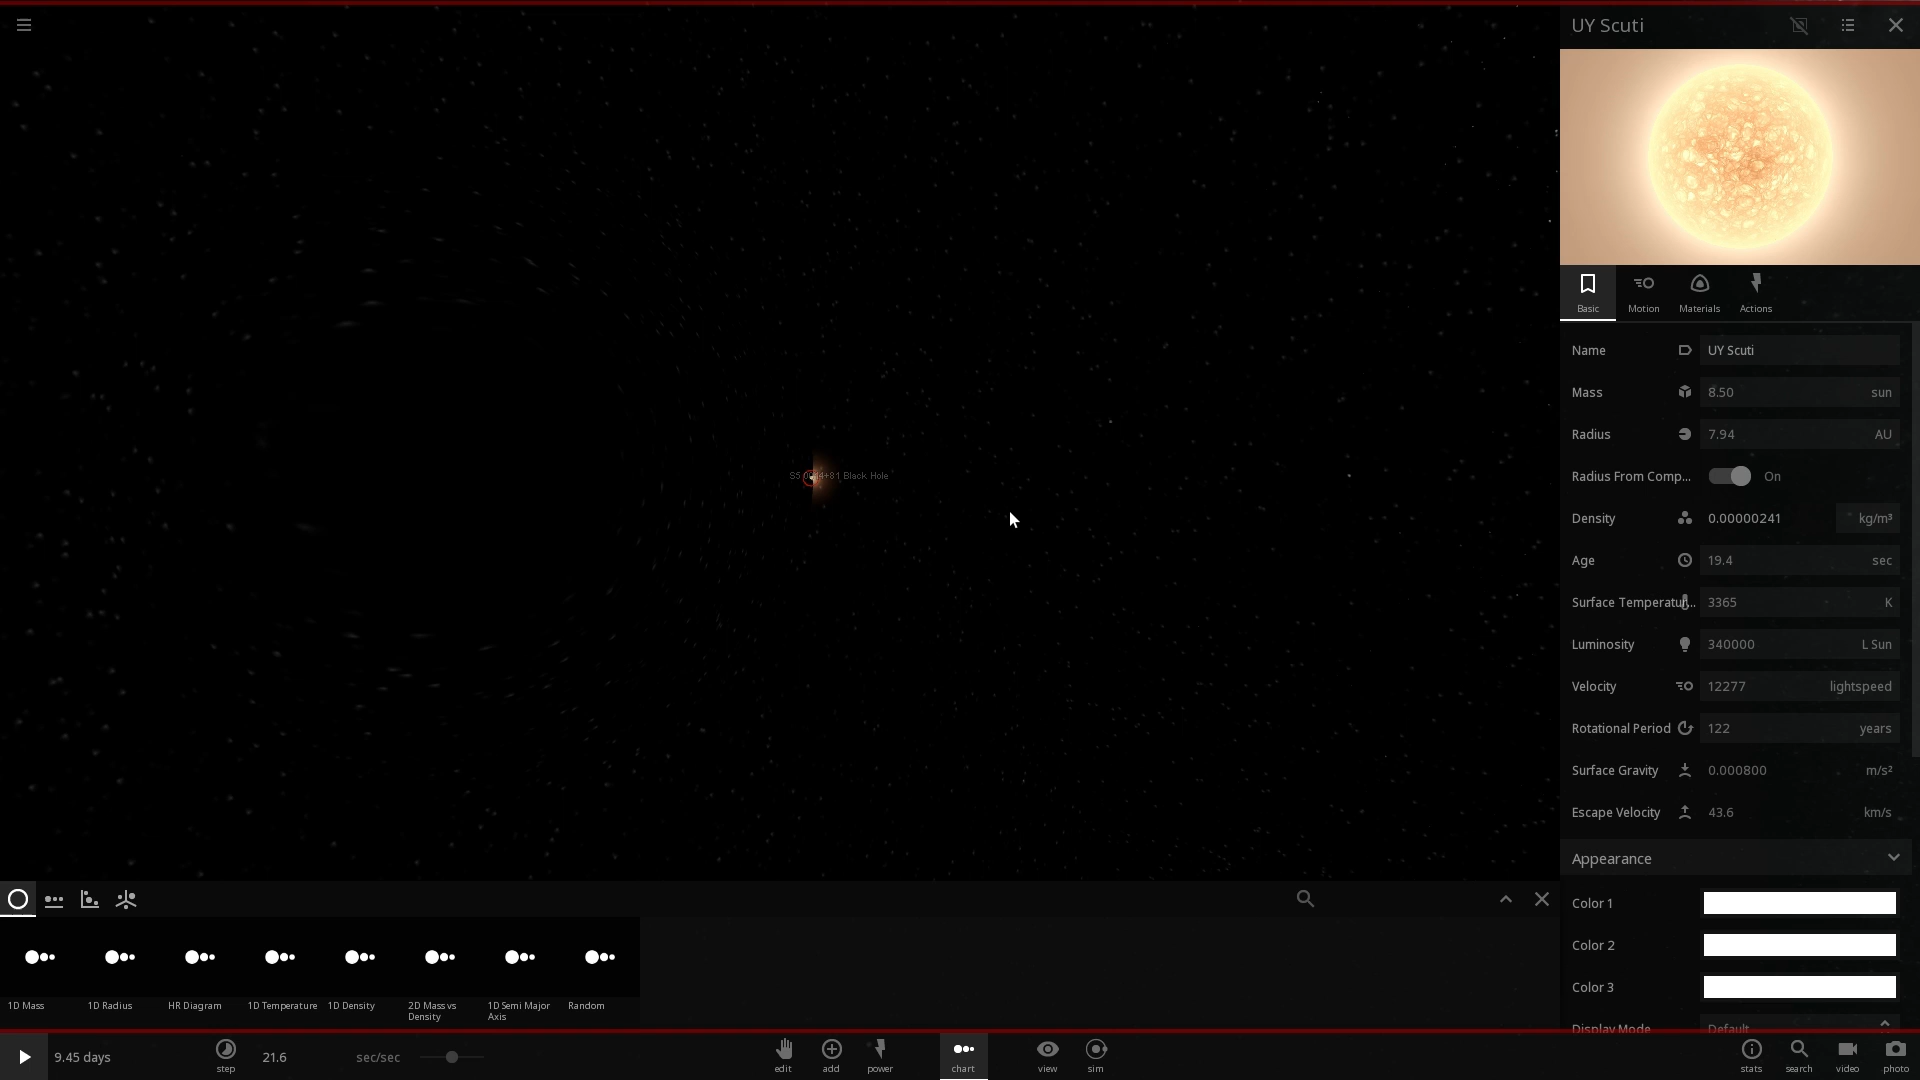 UY Scuti
Basic
Motion
Materials
Actions
Name UY Scuti
Mass 8.50 sun
Radius 7.94 AU
Radius From Comp... On
Density 0.00000241 kg/m³
Age 19.4 sec
Surface Temperatur... 3365 K
Luminosity 340000 L Sun
Velocity 12277 lightspeed
Rotational Period 122 years
Surface Gravity 0.000800 m/s²
Escape Velocity 43.6 km/s
Appearance
Color 1
Color 2
Color 3
Display Mode Default
Black Hole
1D Mass
1D Radius
HR Diagram
1D Temperature
1D Density
2D Mass vs
Density
1D Semi Major
Axis
Random
9.45 days
step
21.6 sec/sec
edit
add
power
chart
view
sim
stats
search
video
photo